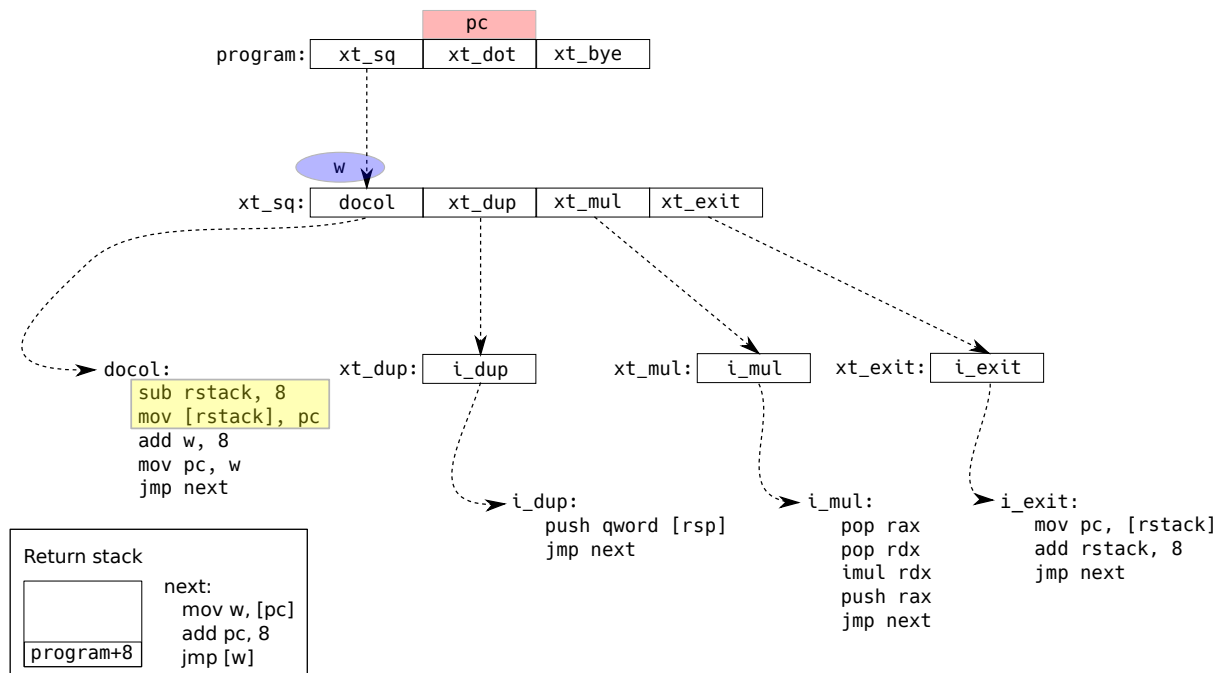 pc
program: xt_sq xt_dot xt_bye
w
xt_sq: docol xt_dup xt_mul xt_exit
docol:
sub rstack, 8
mov [rstack], pc
add w, 8
mov pc, w
jmp next
xt_dup: i_dup
xt_mul: i_mul
xt_exit: i_exit
i_dup:
push qword [rsp]
jmp next
i_mul:
pop rax
pop rdx
imul rdx
push rax
jmp next
i_exit:
mov pc, [rstack]
add rstack, 8
jmp next
Return stack
program+8
next:
mov w, [pc]
add pc, 8
jmp [w]